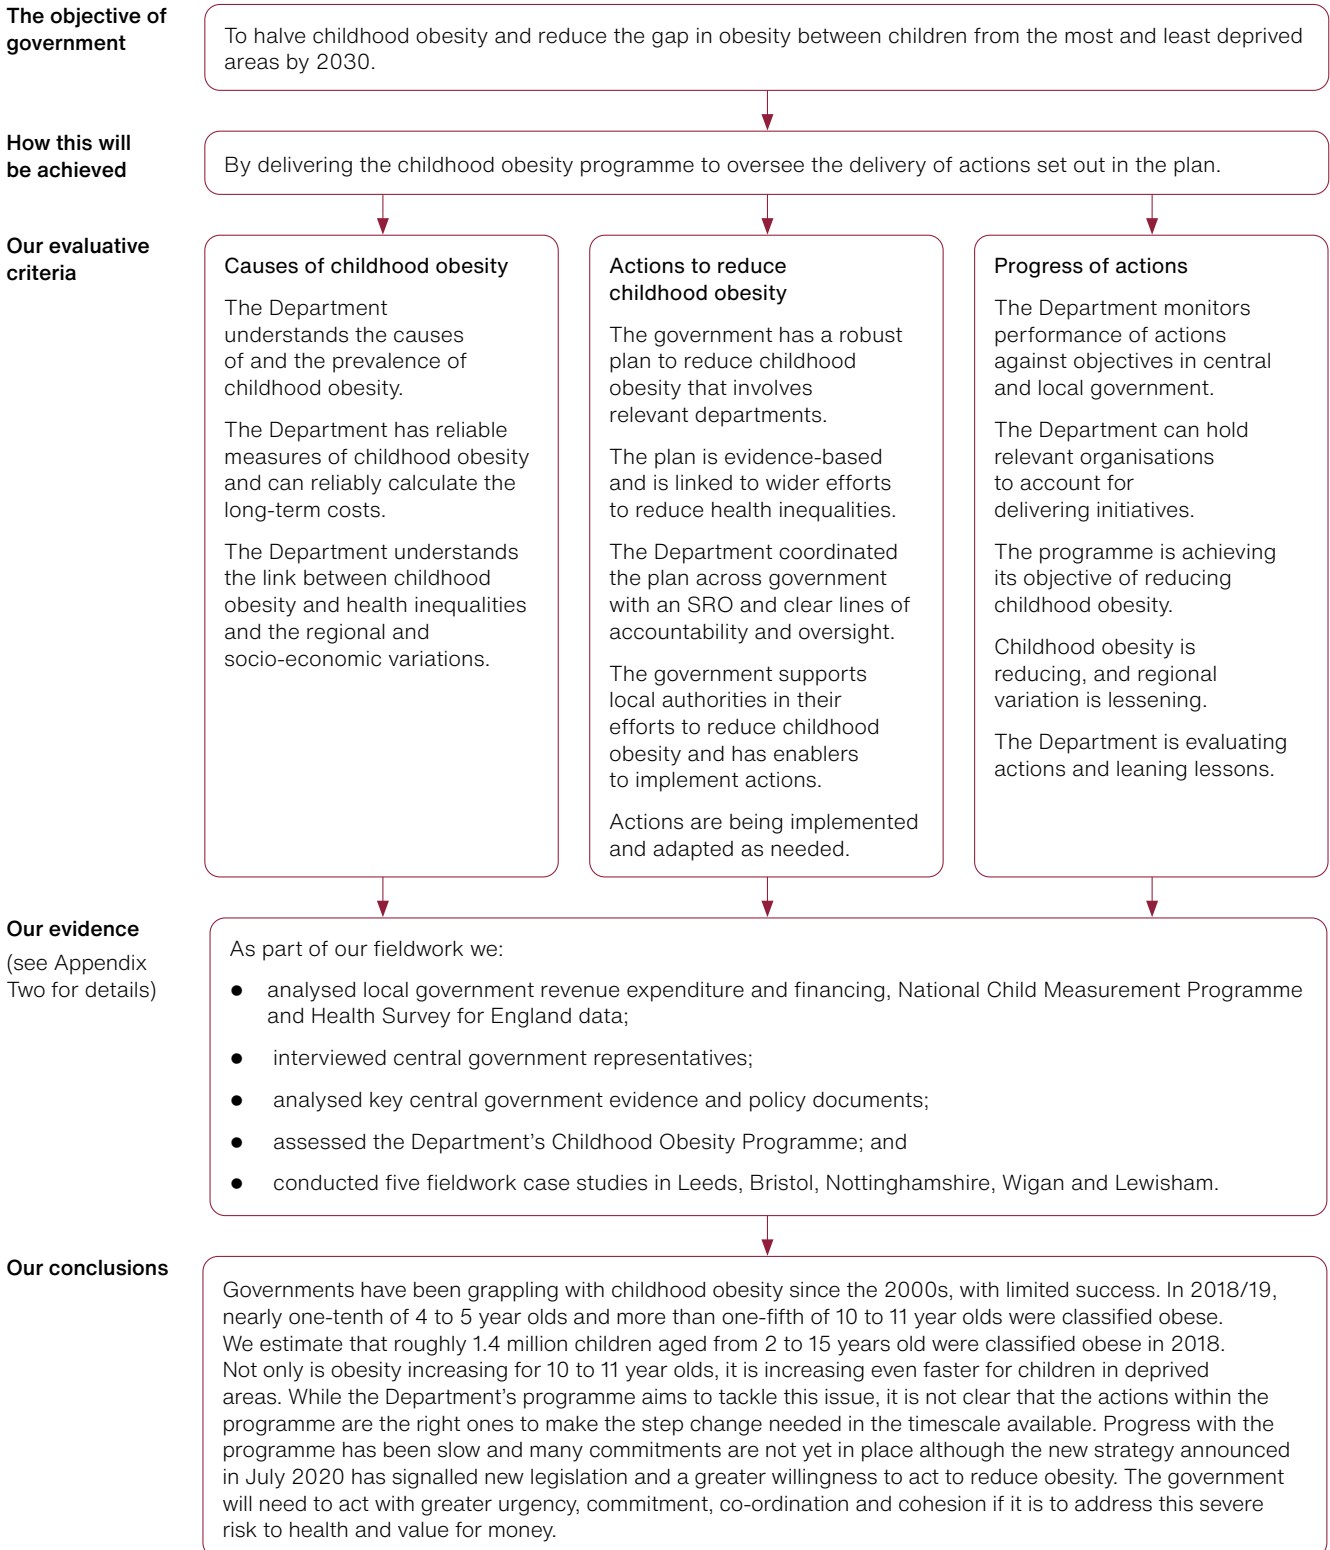 The objective of
government
To halve childhood obesity and reduce the gap in obesity between children from the most and least deprived
areas by 2030.
How this will
be achieved
By delivering the childhood obesity programme to oversee the delivery of actions set out in the plan.
Our evaluative
criteria
Causes of childhood obesity
The Department
understands the causes
of and the prevalence of
childhood obesity.
The Department has reliable
measures of childhood obesity
and can reliably calculate the
long-term costs.
The Department understands
the link between childhood
obesity and health inequalities
and the regional and
socio-economic variations.
Actions to reduce
childhood obesity
The government has a robust
plan to reduce childhood
obesity that involves
relevant departments.
The plan is evidence-based
and is linked to wider efforts
to reduce health inequalities.
The Department coordinated
the plan across government
with an SRO and clear lines of
accountability and oversight.
The government supports
local authorities in their
efforts to reduce childhood
obesity and has enablers
to implement actions.
Actions are being implemented
and adapted as needed.
Progress of actions
The Department monitors
performance of actions
against objectives in central
and local government.
The Department can hold
relevant organisations
to account for
delivering initiatives.
The programme is achieving
its objective of reducing
childhood obesity.
Childhood obesity is
reducing, and regional
variation is lessening.
The Department is evaluating
actions and leaning lessons.
Our evidence
(see Appendix
Two for details)
As part of our fieldwork we:
● analysed local government revenue expenditure and financing, National Child Measurement Programme
and Health Survey for England data;
● interviewed central government representatives;
● analysed key central government evidence and policy documents;
● assessed the Department's Childhood Obesity Programme; and
● conducted five fieldwork case studies in Leeds, Bristol, Nottinghamshire, Wigan and Lewisham.
Our conclusions
Governments have been grappling with childhood obesity since the 2000s, with limited success. In 2018/19,
nearly one-tenth of 4 to 5 year olds and more than one-fifth of 10 to 11 year olds were classified obese.
We estimate that roughly 1.4 million children aged from 2 to 15 years old were classified obese in 2018.
Not only is obesity increasing for 10 to 11 year olds, it is increasing even faster for children in deprived
areas. While the Department's programme aims to tackle this issue, it is not clear that the actions within the
programme are the right ones to make the step change needed in the timescale available. Progress with the
programme has been slow and many commitments are not yet in place although the new strategy announced
in July 2020 has signalled new legislation and a greater willingness to act to reduce obesity. The government
will need to act with greater urgency, commitment, co-ordination and cohesion if it is to address this severe
risk to health and value for money.